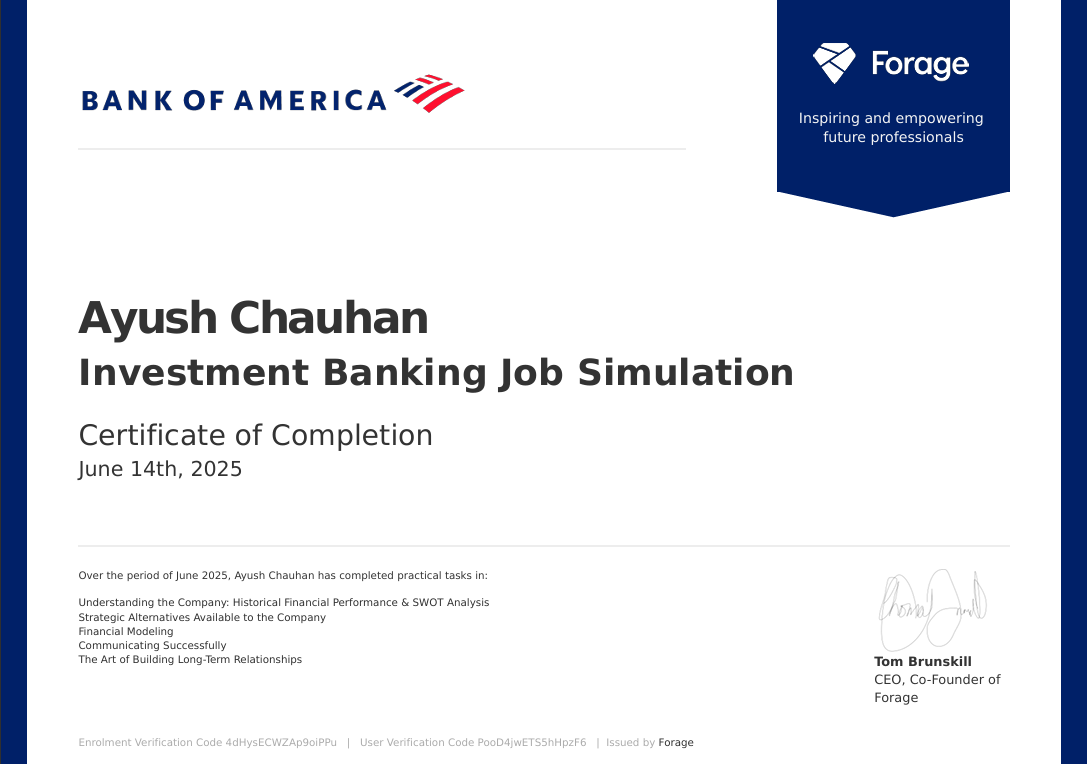 BANK OF AMERICA
Forage
Inspiring and empowering
future professionals
Ayush Chauhan
Investment Banking Job Simulation
Certificate of Completion
June 14th, 2025
Over the period of June 2025, Ayush Chauhan has completed practical tasks in:
Understanding the Company: Historical Financial Performance & SWOT Analysis
Strategic Alternatives Available to the Company
Financial Modeling
Communicating Successfully
The Art of Building Long-Term Relationships
Tom Brunskill
CEO, Co-Founder of
Forage
Enrolment Verification Code 4dHysECWZAp9oiPPu | User Verification Code PooD4jwETS5hHpzF6 | Issued by Forage